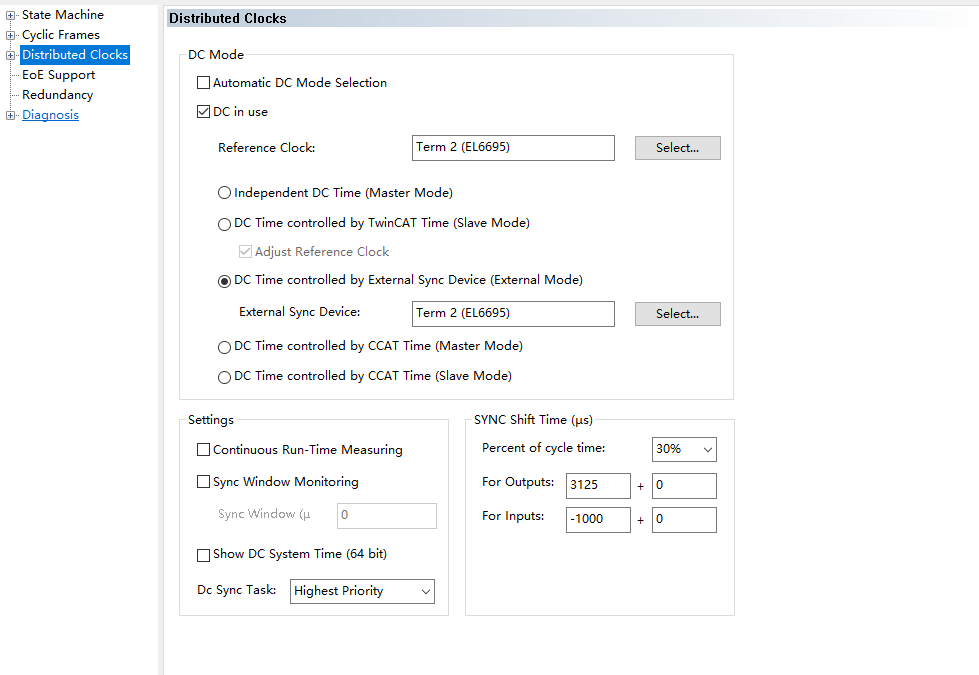 State Machine
Cyclic Frames
Distributed Clocks
EoE Support
Redundancy
Diagnosis
Distributed Clocks
DC Mode
Automatic DC Mode Selection
DC in use
Reference Clock: Term 2 (EL6695) Select...
Independent DC Time (Master Mode)
DC Time controlled by TwinCAT Time (Slave Mode)
Adjust Reference Clock
DC Time controlled by External Sync Device (External Mode)
External Sync Device: Term 2 (EL6695) Select...
DC Time controlled by CCAT Time (Master Mode)
DC Time controlled by CCAT Time (Slave Mode)
Settings
Continuous Run-Time Measuring
Sync Window Monitoring
Sync Window (μ 0
Show DC System Time (64 bit)
Dc Sync Task: Highest Priority
SYNC Shift Time (μs)
Percent of cycle time: 30%
For Outputs: 3125 + 0
For Inputs: -1000 + 0